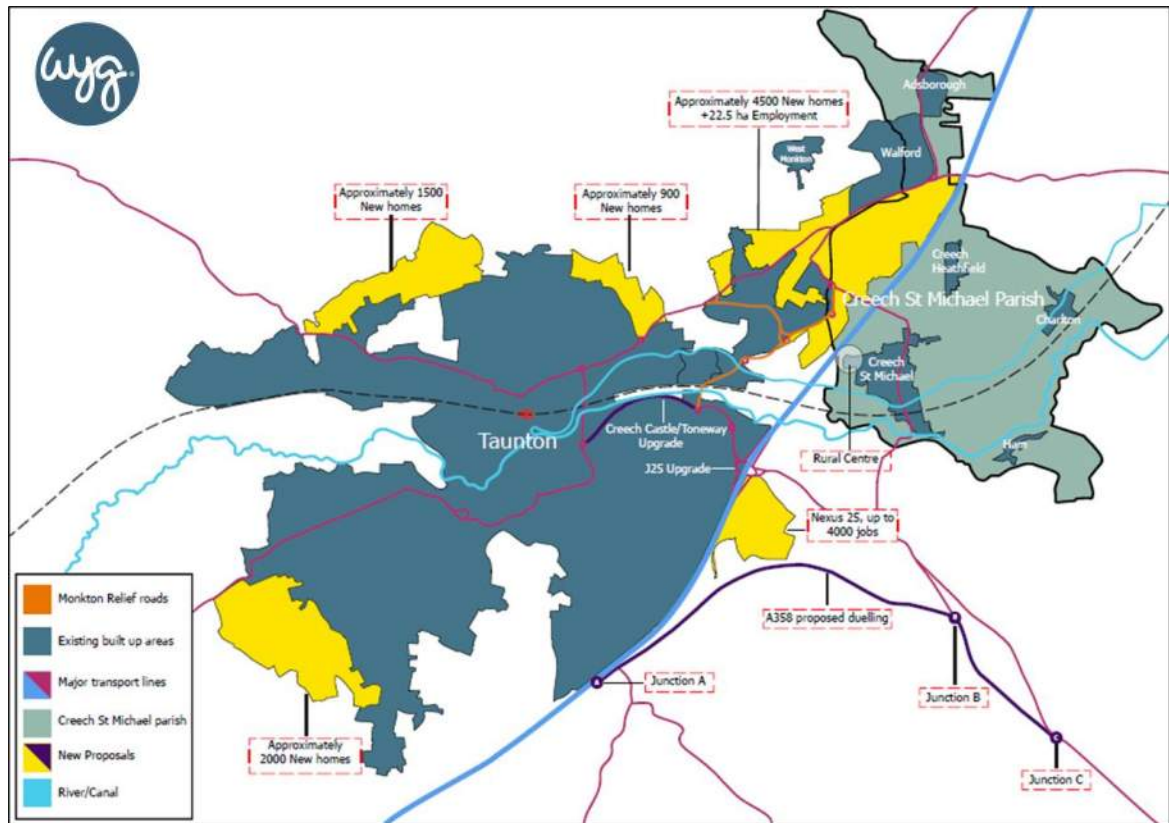 wyg
Approximately 4500 New homes
+22.5 ha Employment
Adsborough
Walford
West
Monkton
Approximately 1500
New homes
Approximately 900
New homes
Creech
Heathfield
Creech St Michael Parish
Charlton
Creech
St Michael
Ham
Taunton
Creech Castle/Toneway
Upgrade
J25 Upgrade
Rural Centre
Nexus 25, up to
4000 jobs
A358 proposed duelling
A
Junction A
B
Junction B
C
Junction C
Approximately
2000 New homes
Monkton Relief roads
Existing built up areas
Major transport lines
Creech St Michael parish
New Proposals
River/Canal